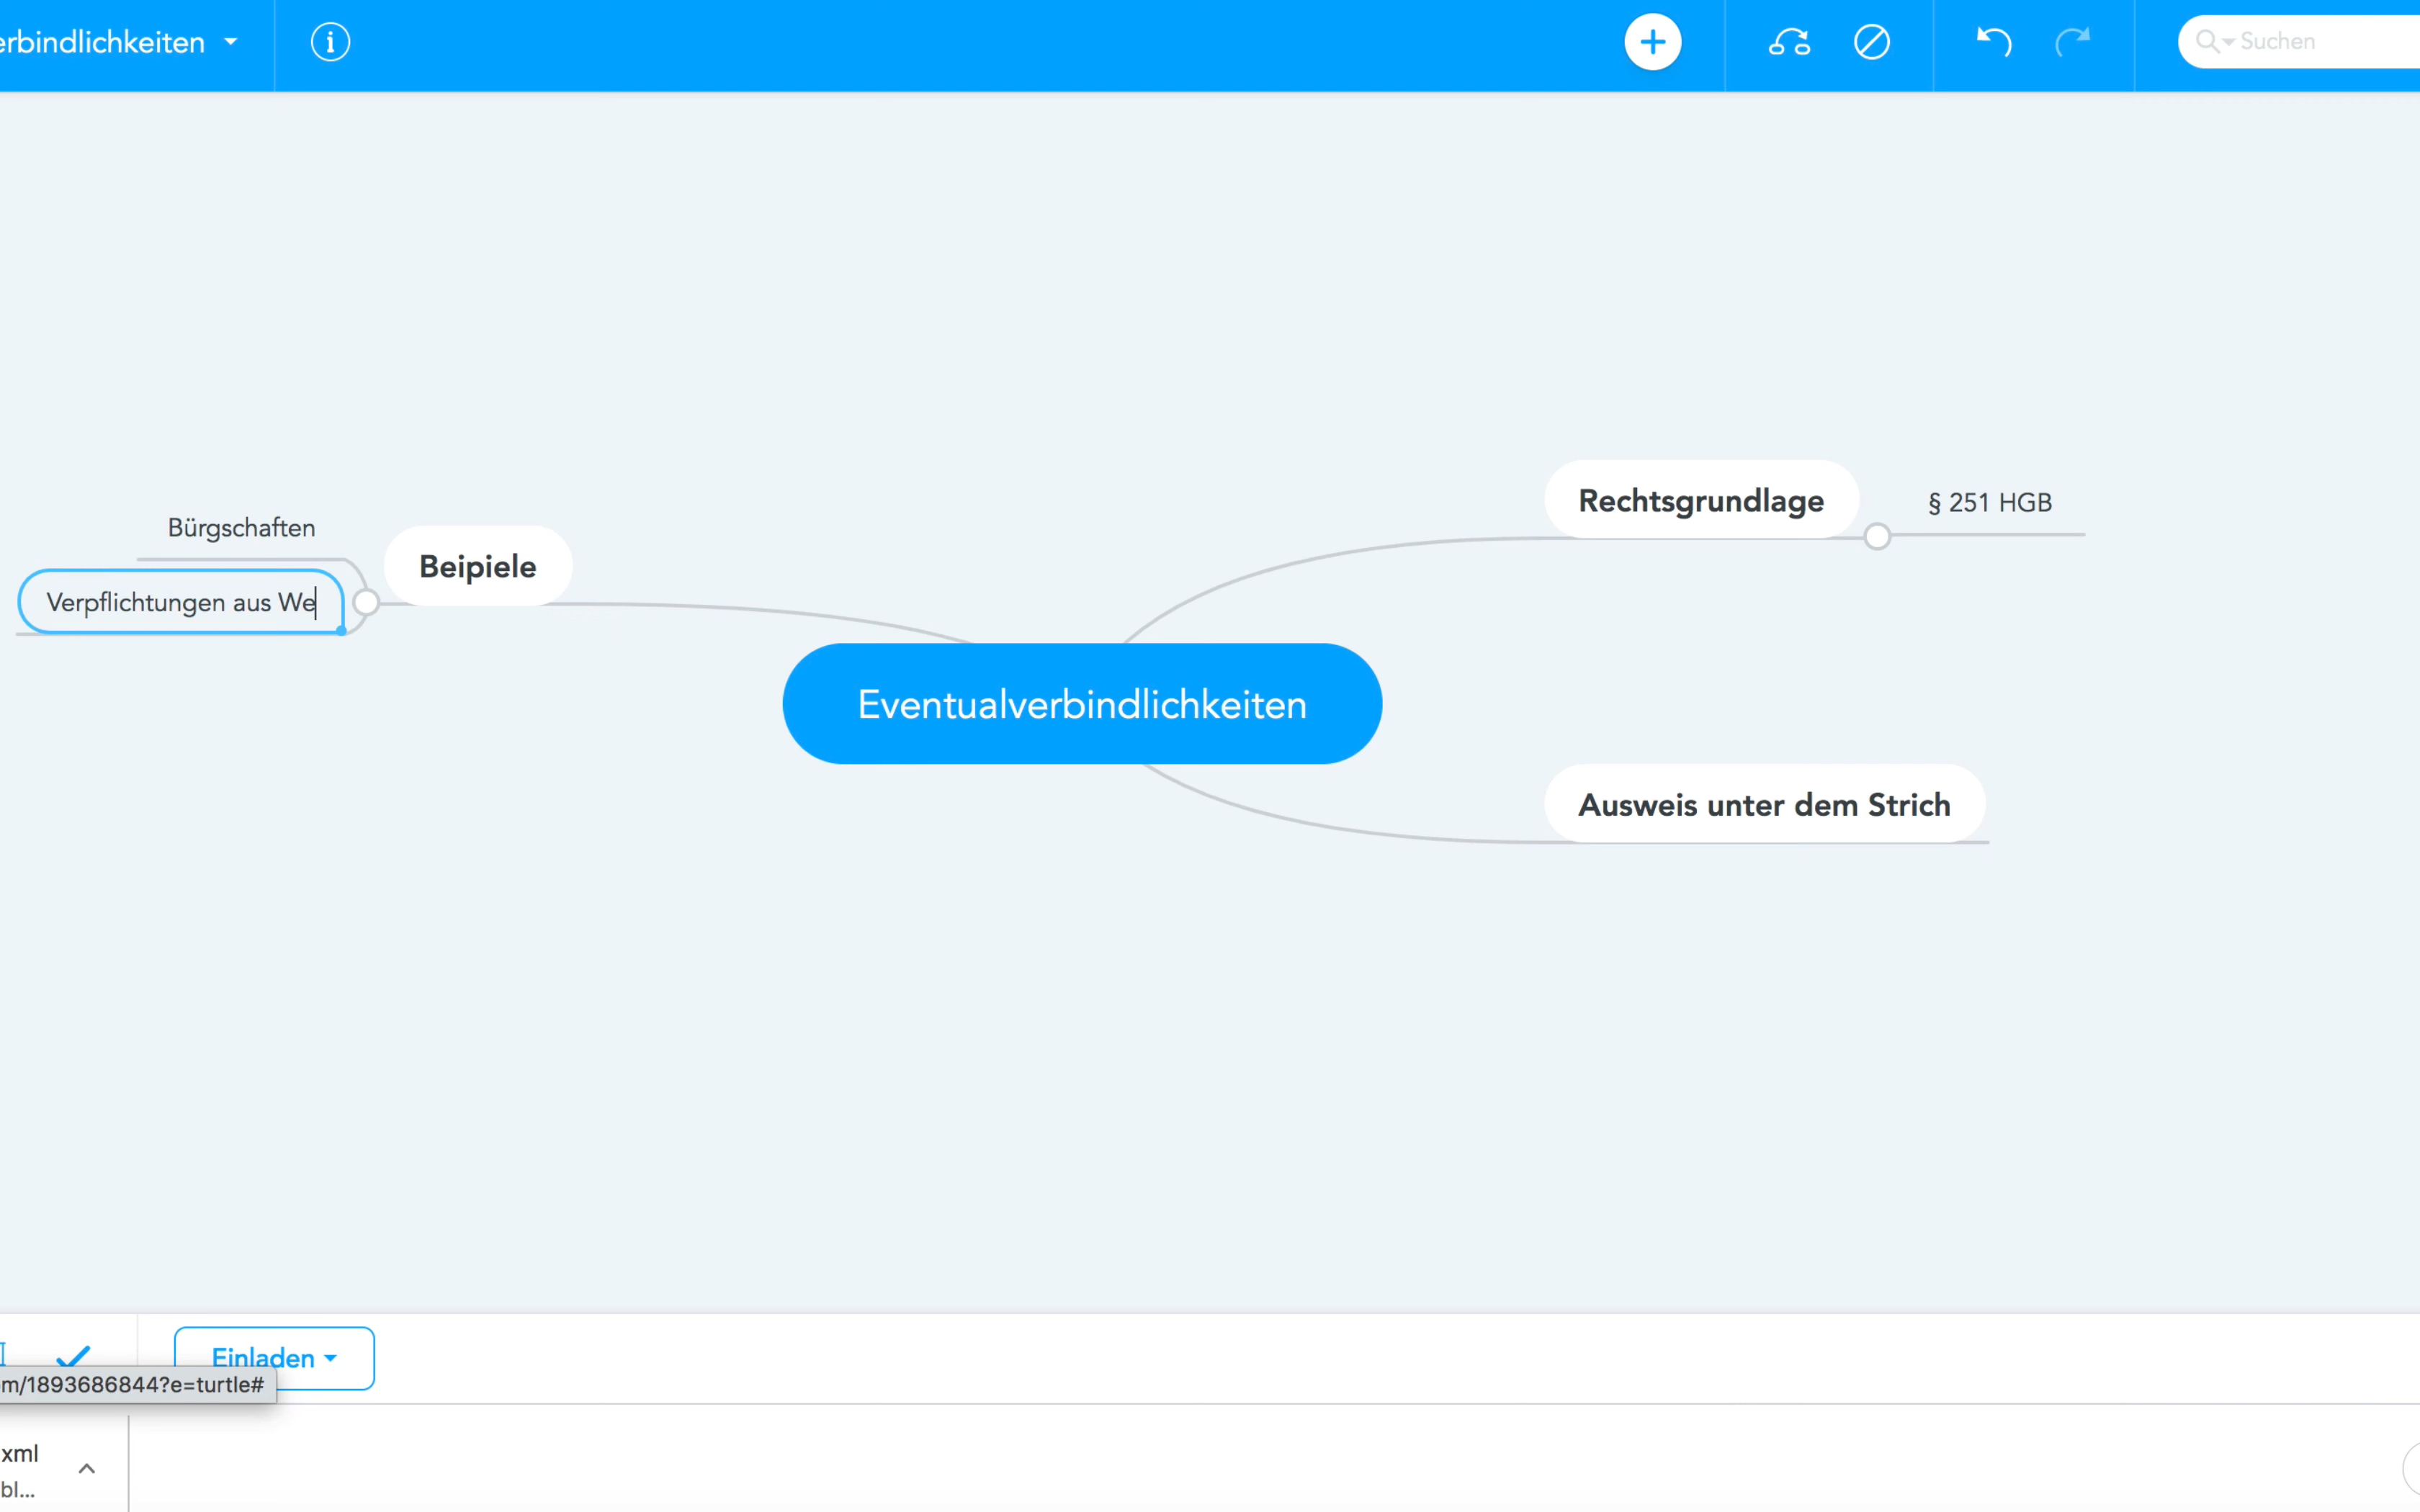 erbindlichkeiten
Suchen
Rechtsgrundlage
§ 251 HGB
Bürgschaften
Beipiele
Verpflichtungen aus We
Eventualverbindlichkeiten
Ausweis unter dem Strich
Einladen
m/1893686844?e=turtle#
xml
bl...